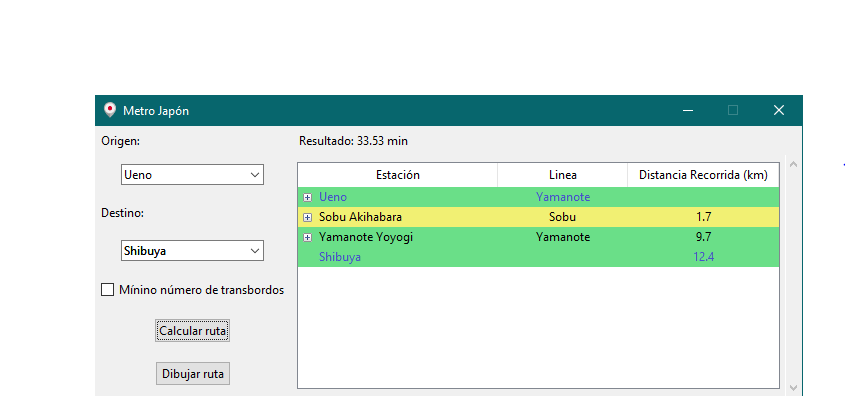 Metro Japón
Origen:
Resultado: 33.53 min
Ueno
Destino:
Shibuya
Mínino número de transbordos
Calcular ruta
Dibujar ruta
Estación Linea Distancia Recorrida (km)
Ueno Yamanote
Sobu Akihabara Sobu 1.7
Yamanote Yoyogi Yamanote 9.7
Shibuya 12.4